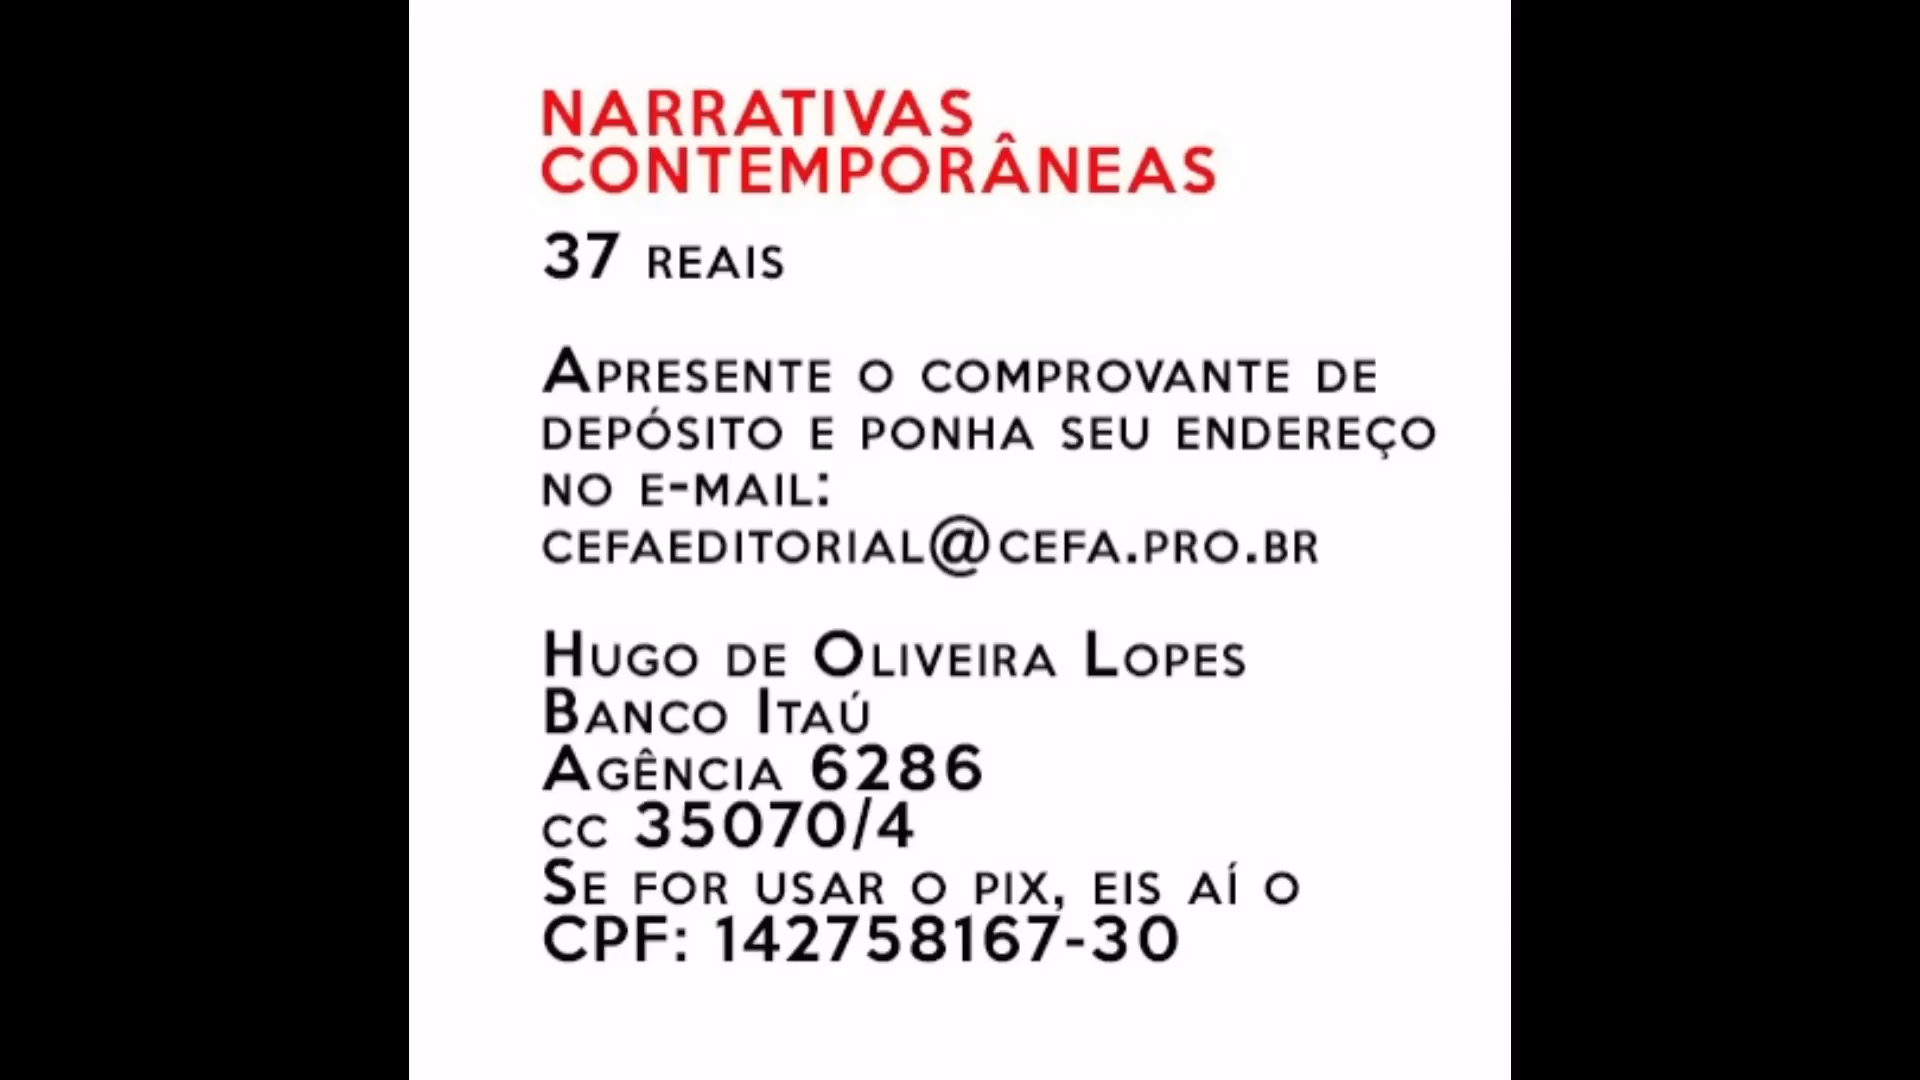 NARRATIVAS
CONTEMPORÂNEAS
37 REAIS
APRESENTE O COMPROVANTE DE
DEPÓSITO E PONHA SEU ENDEREÇO
NO E-MAIL:
CEFAEDITORIAL@CEFA.PRO.BR
HUGO DE OLIVEIRA LOPES
BANCO ITAÚ
AGÊNCIA 6286
CC 35070/4
SE FOR USAR O PIX, EIS AÍ O
CPF: 142758167-30